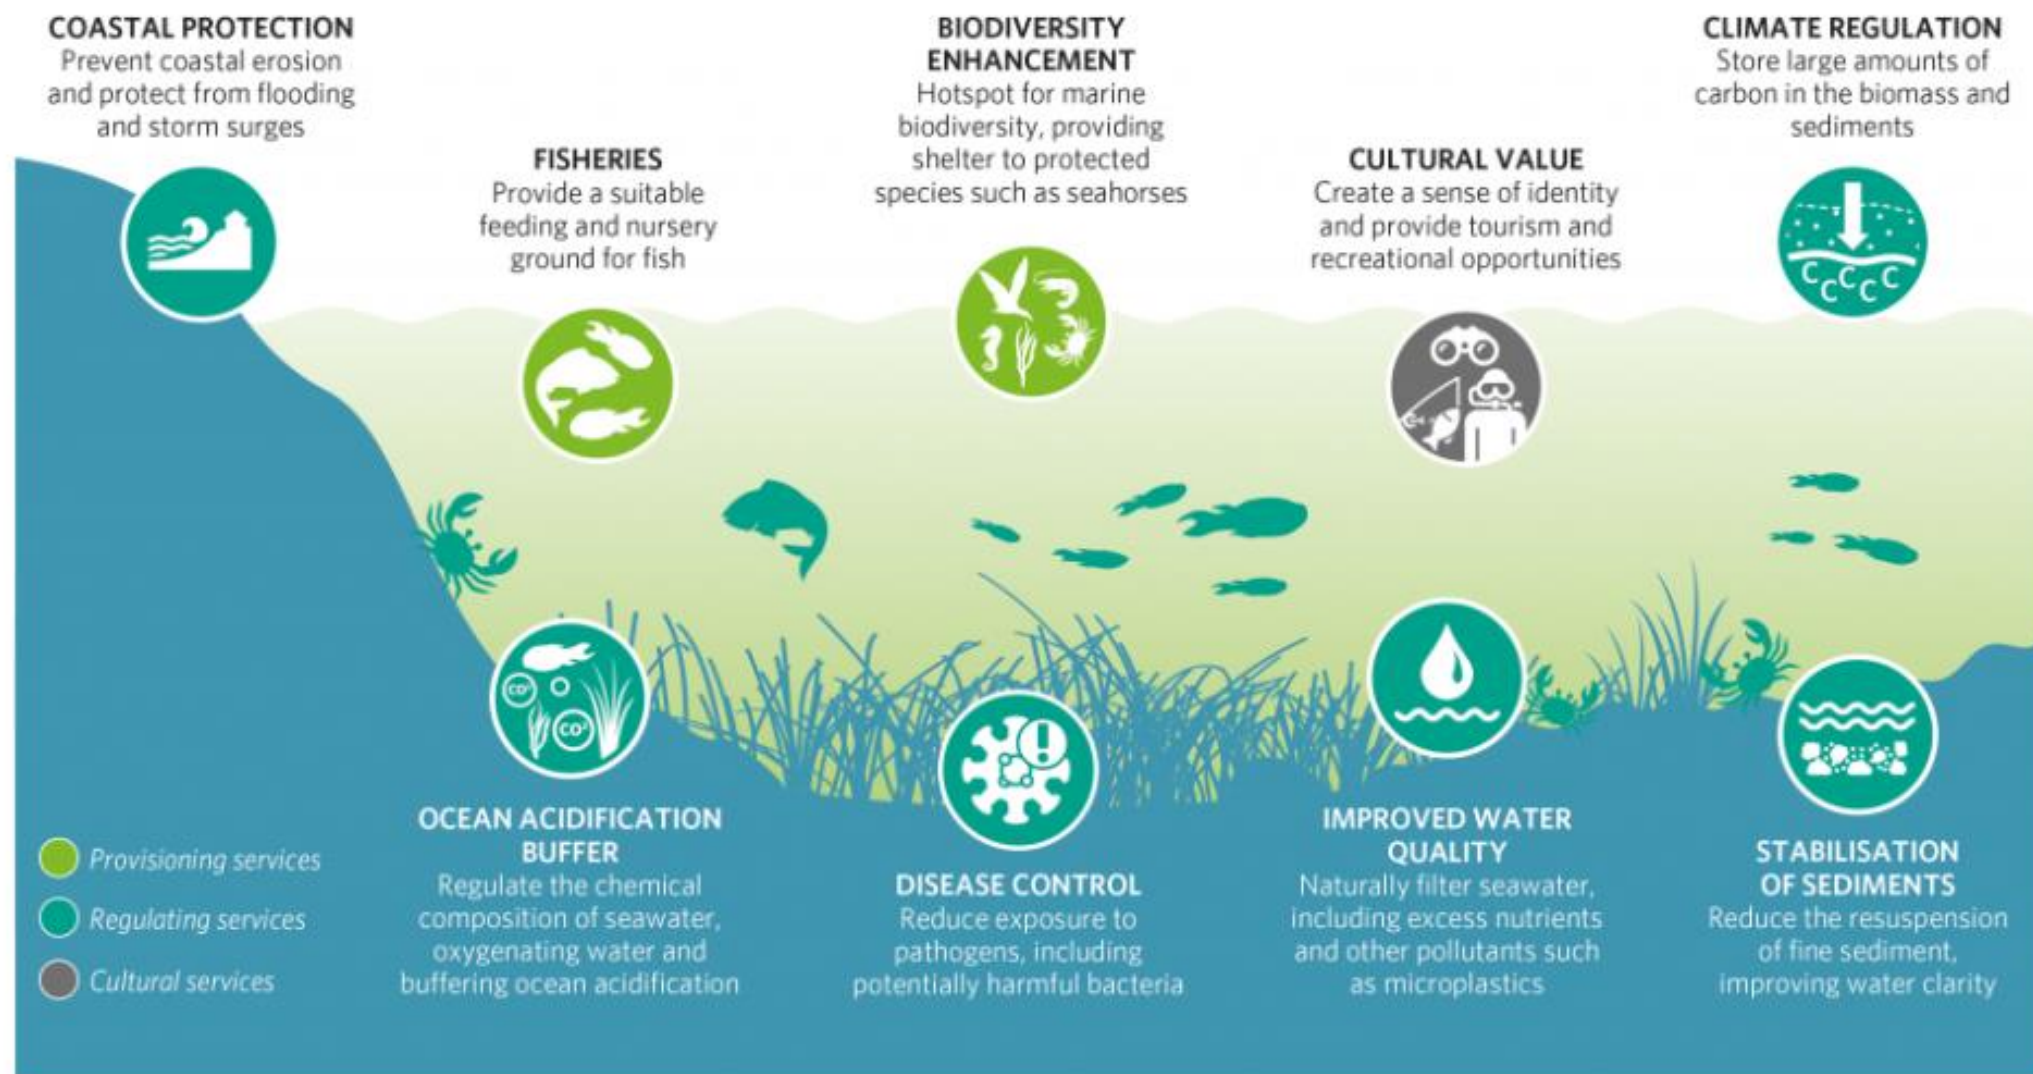 COASTAL PROTECTION
Prevent coastal erosion
and protect from flooding
and storm surges
FISHERIES
Provide a suitable
feeding and nursery
ground for fish
BIODIVERSITY
ENHANCEMENT
Hotspot for marine
biodiversity, providing
shelter to protected
species such as seahorses
CULTURAL VALUE
Create a sense of identity
and provide tourism and
recreational opportunities
CLIMATE REGULATION
Store large amounts of
carbon in the biomass and
sediments
C C C C C
CO²
CO²
Provisioning services
Regulating services
Cultural services
OCEAN ACIDIFICATION
BUFFER
Regulate the chemical
composition of seawater,
oxygenating water and
buffering ocean acidification
!
DISEASE CONTROL
Reduce exposure to
pathogens, including
potentially harmful bacteria
IMPROVED WATER
QUALITY
Naturally filter seawater,
including excess nutrients
and other pollutants such
as microplastics
STABILISATION
OF SEDIMENTS
Reduce the resuspension
of fine sediment,
improving water clarity